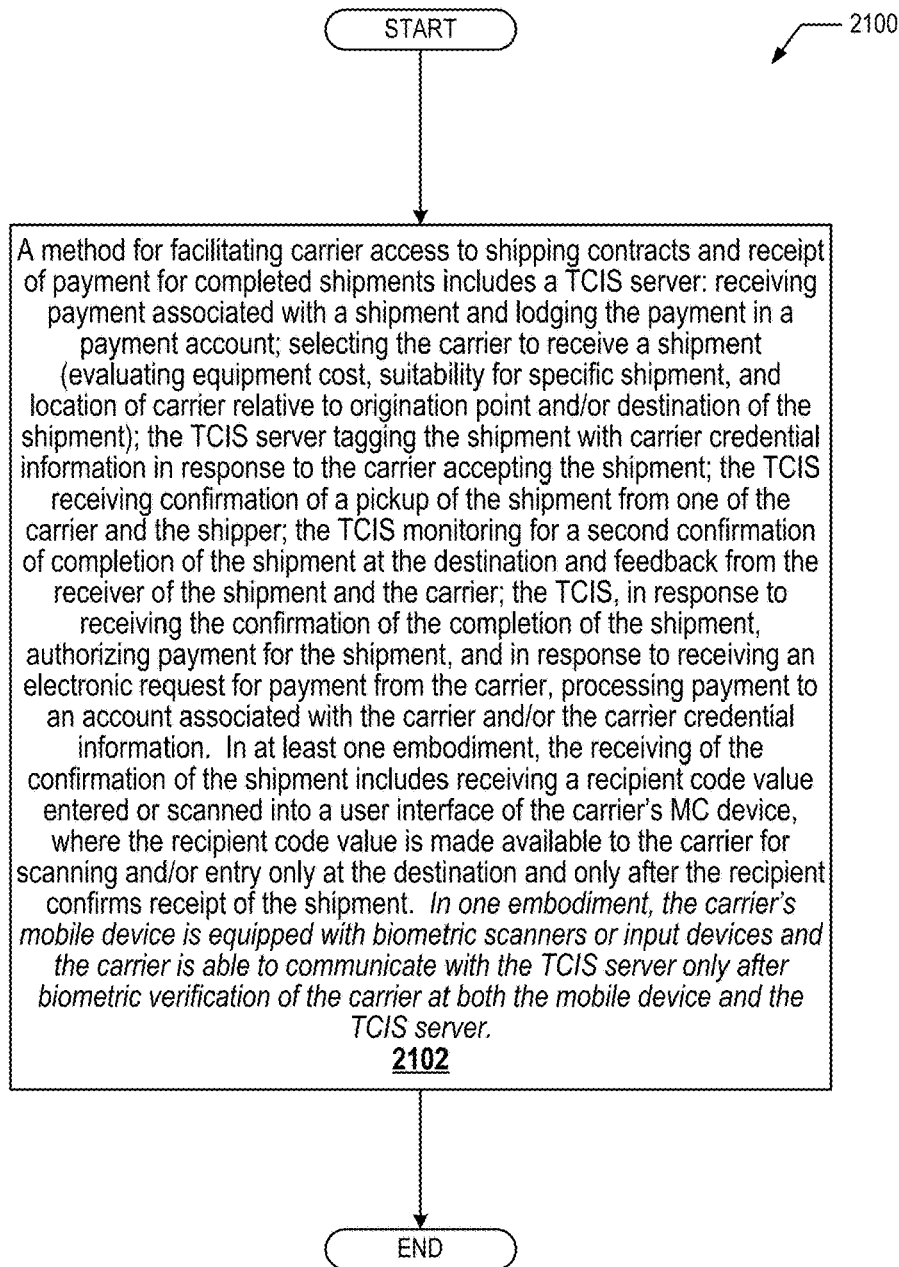 START
2100
A method for facilitating carrier access to shipping contracts and receipt
of payment for completed shipments includes a TCIS server: receiving
payment associated with a shipment and lodging the payment in a
payment account; selecting the carrier to receive a shipment
(evaluating equipment cost, suitability for specific shipment, and
location of carrier relative to origination point and/or destination of the
shipment); the TCIS server tagging the shipment with carrier credential
information in response to the carrier accepting the shipment; the TCIS
receiving confirmation of a pickup of the shipment from one of the
carrier and the shipper; the TCIS monitoring for a second confirmation
of completion of the shipment at the destination and feedback from the
receiver of the shipment and the carrier; the TCIS, in response to
receiving the confirmation of the completion of the shipment,
authorizing payment for the shipment, and in response to receiving an
electronic request for payment from the carrier, processing payment to
an account associated with the carrier and/or the carrier credential
information. In at least one embodiment, the receiving of the
confirmation of the shipment includes receiving a recipient code value
entered or scanned into a user interface of the carrier's MC device,
where the recipient code value is made available to the carrier for
scanning and/or entry only at the destination and only after the recipient
confirms receipt of the shipment. In one embodiment, the carrier's
mobile device is equipped with biometric scanners or input devices and
the carrier is able to communicate with the TCIS server only after
biometric verification of the carrier at both the mobile device and the
TCIS server.
2102
END